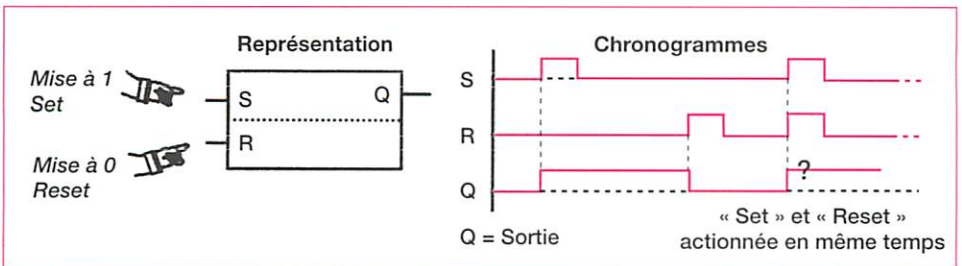 Représentation
Mise à 1
Set
S
Q
R
Mise à 0
Reset
Chronogrammes
S
R
Q
?
Q = Sortie
« Set » et « Reset »
actionnée en même temps